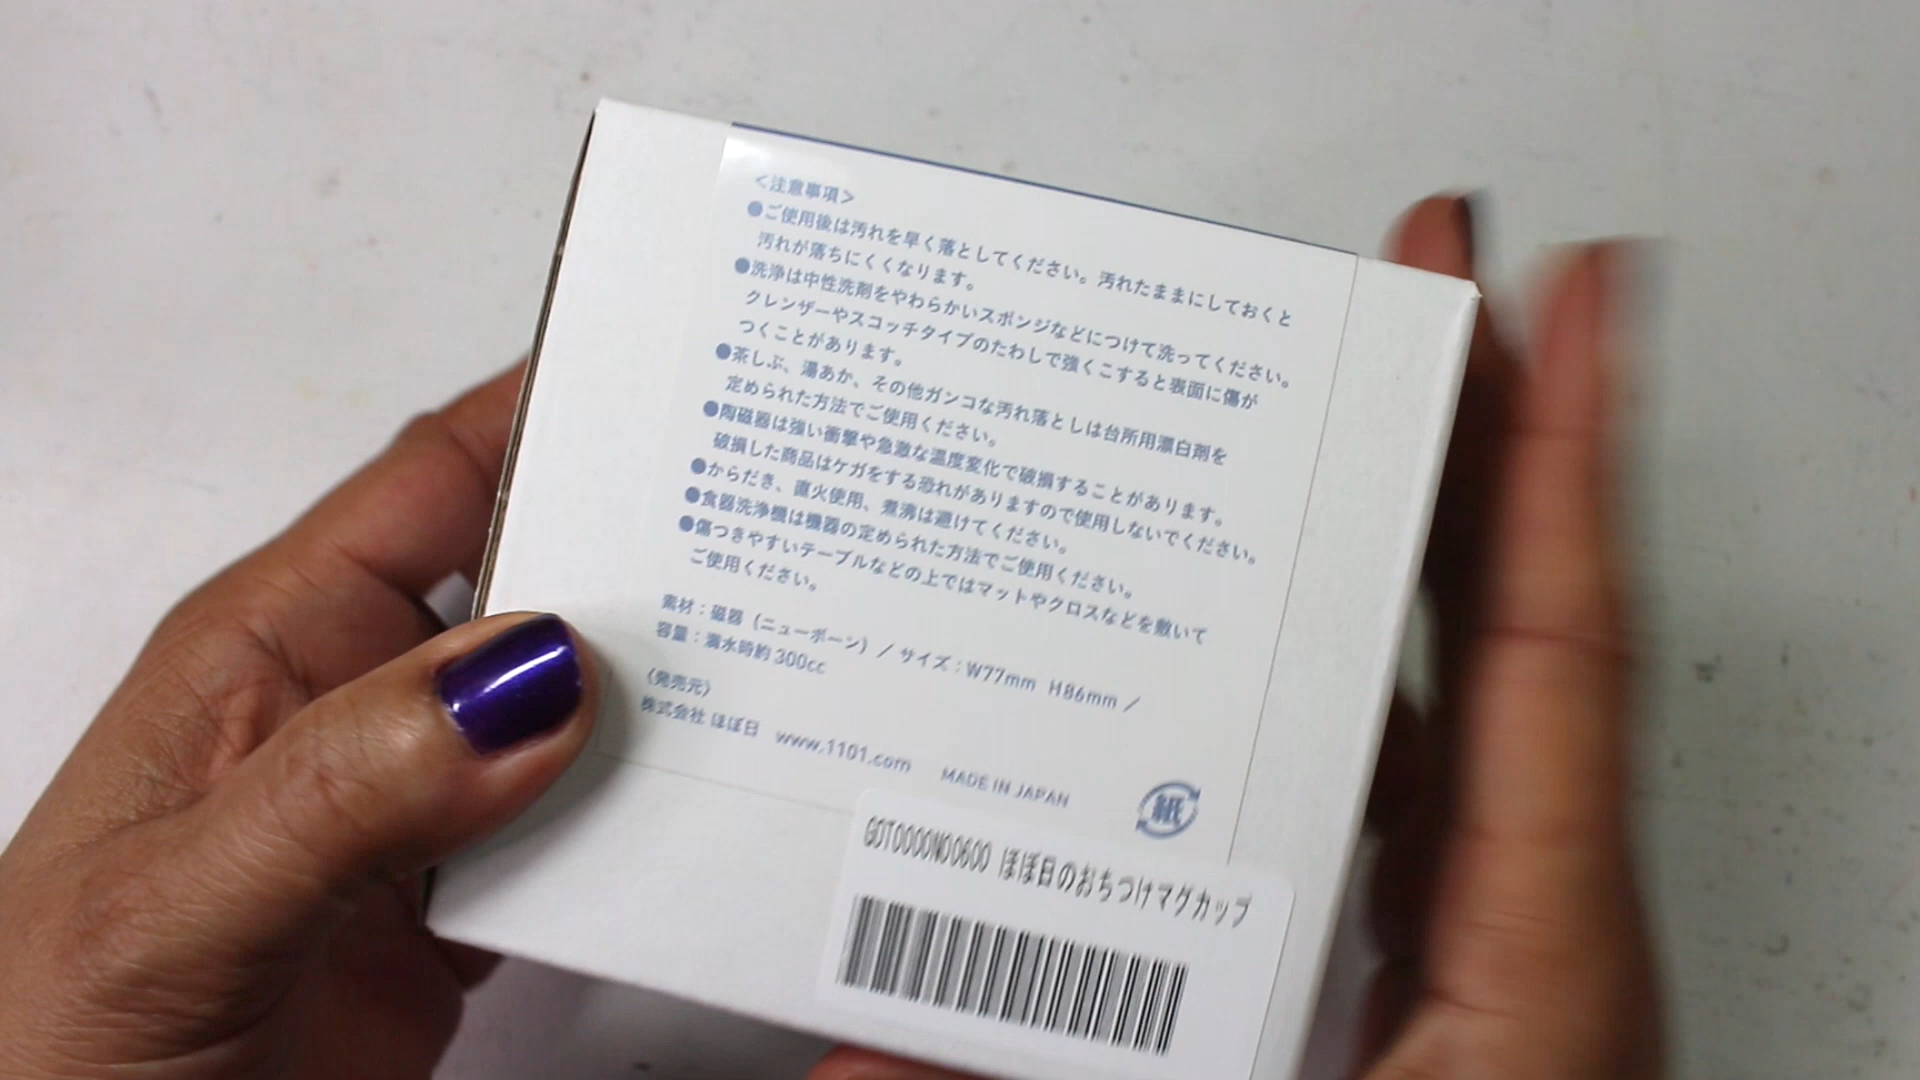 <注意事項>
●ご使用後は汚れを早く落としてください。汚れたままにしておくと
汚れが落ちにくくなります。
●洗浄は中性洗剤をやわらかいスポンジなどにつけて洗ってください。
クレンザーやスコッチタイプのたわしで強くこすると表面に傷が
つくことがあります。
●茶しぶ、湯あか、その他ガンコな汚れ落としは台所用漂白剤を
定められた方法でご使用ください。
●陶磁器は強い衝撃や急激な温度変化で破損することがあります。
破損した商品はケガをする恐れがありますので使用しないでください。
●からだき、直火使用、煮沸は避けてください。
●食器洗浄機は機器の定められた方法でご使用ください。
●傷つきやすいテーブルなどの上ではマットやクロスなどを敷いて
ご使用ください。
素材:磁器(ニューボーン)/サイズ:W77mm H86mm/
容量:満水時約300cc
(発売元)
株式会社 ほぼ日 www.1101.com MADE IN JAPAN
紙
GOT0000N00600 ほぼ日のおちつけマグカップ